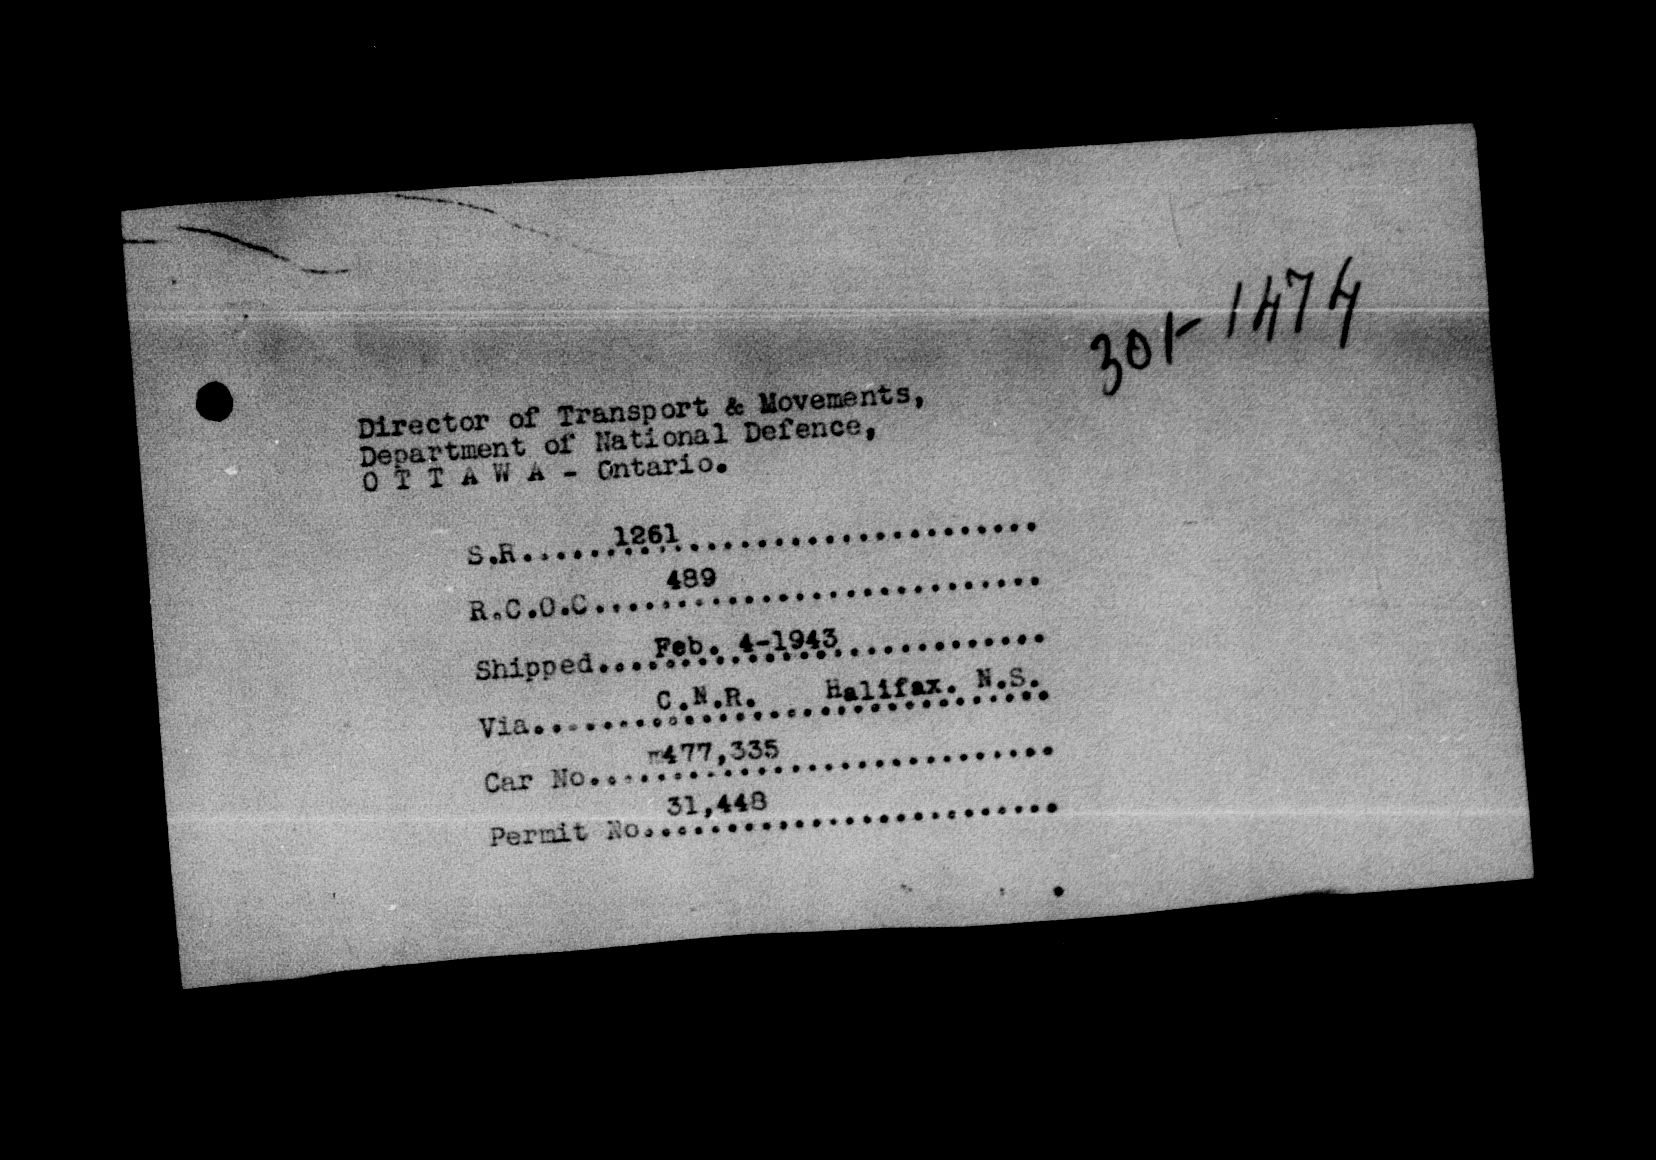 301-1474
Director of Transport & Movements,
Department of National Defence,
O T T A W A - Ontario.
S.R......1261.....................
R.C.O.C.....489....................
Shipped....Feb. 4-1943.............
Via........C.N.R. Halifax. N.S.
Car No....m477,335................
Permit No..31,448.................